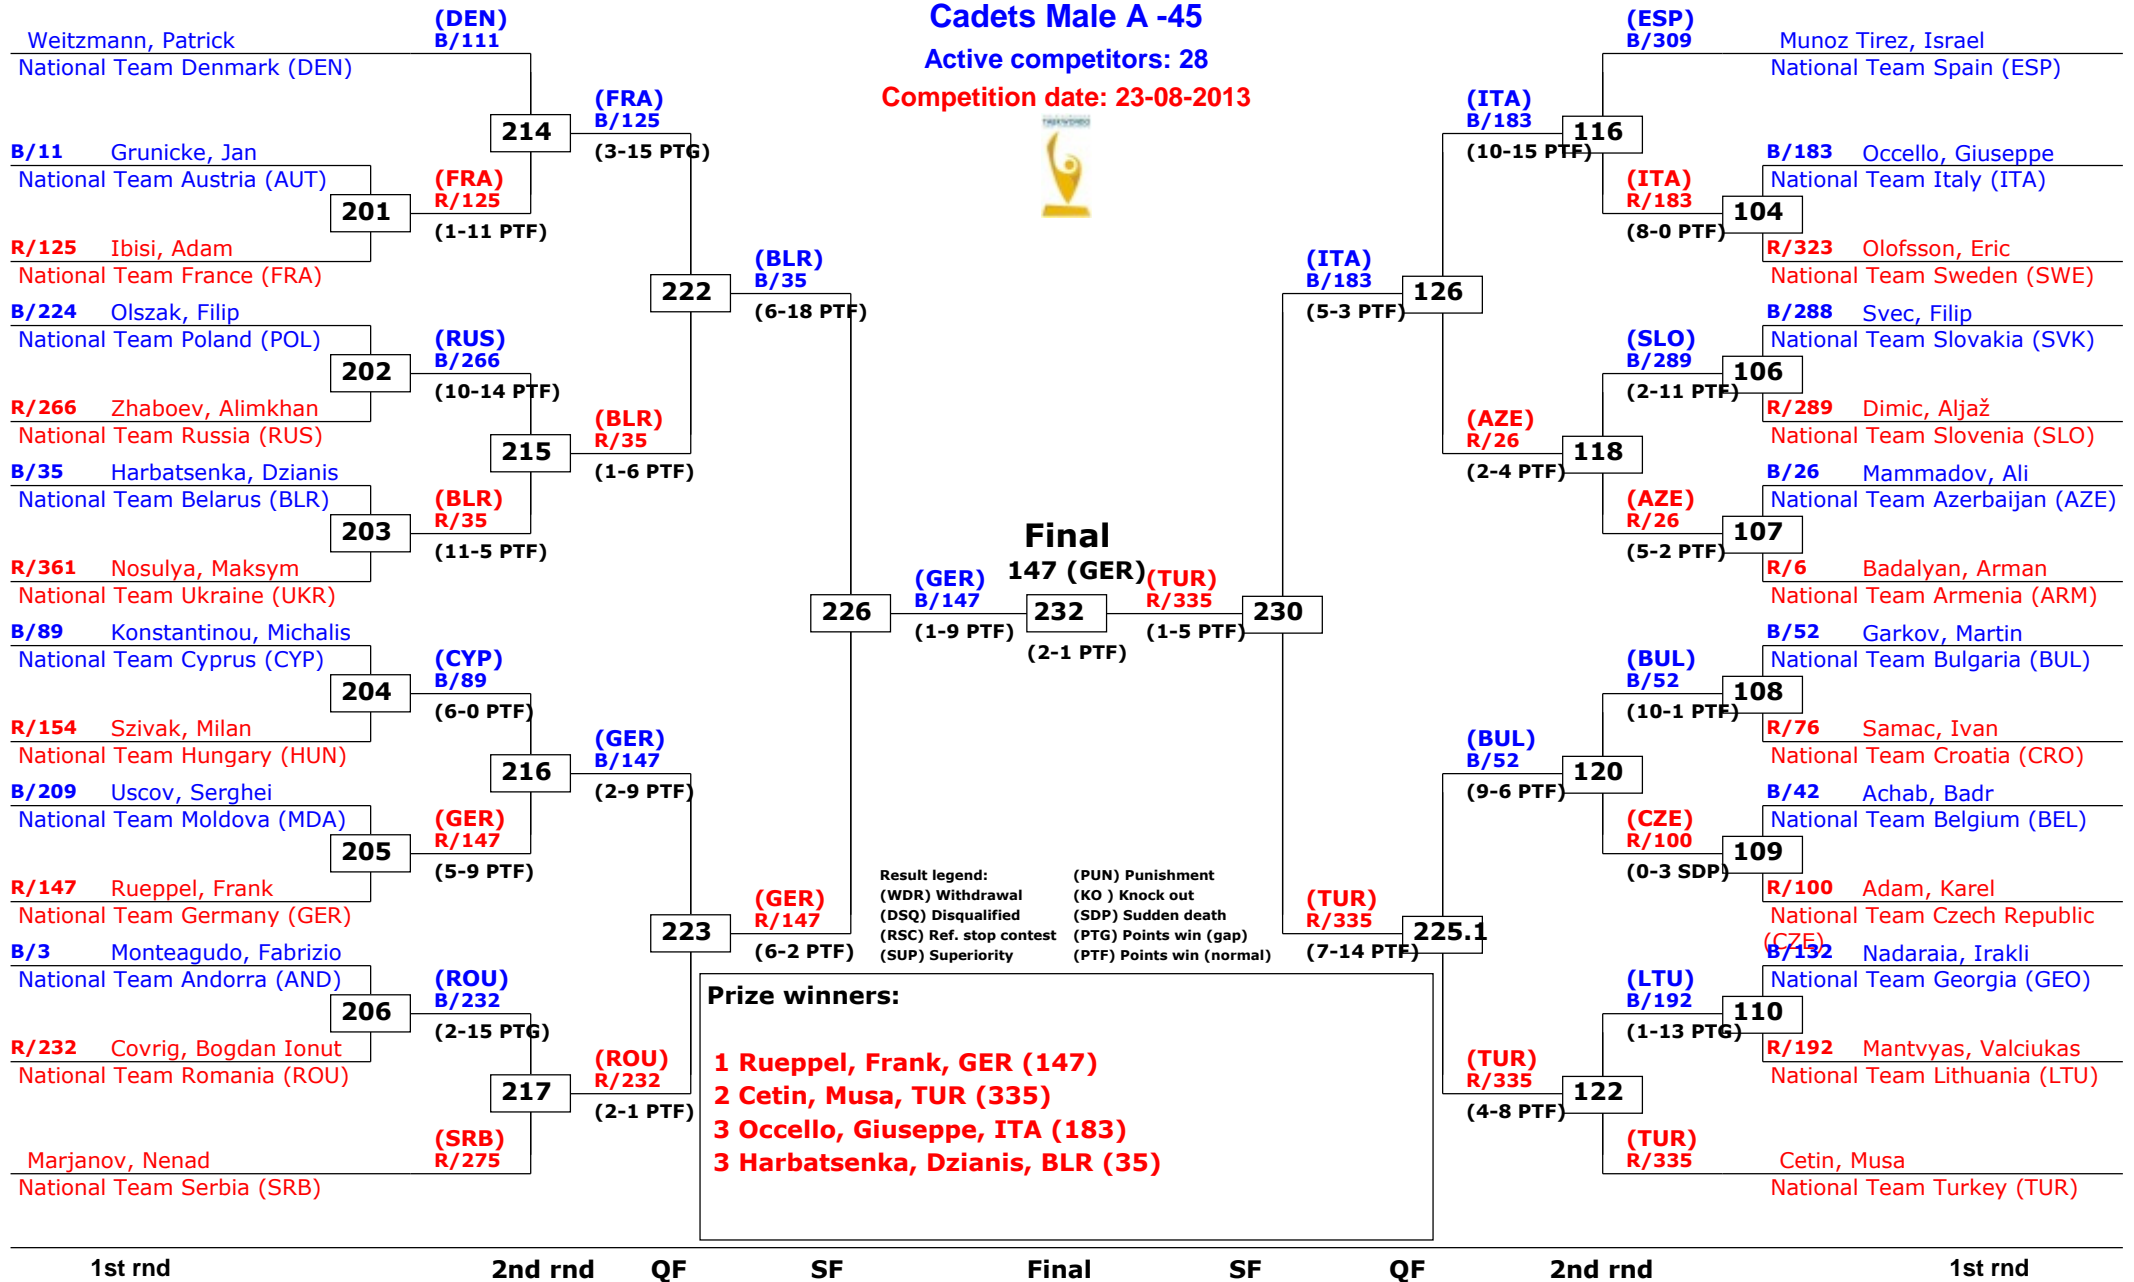 Cadets Male A -45
Active competitors: 28
Competition date: 23-08-2013
TAEKWONDO
Weitzmann, Patrick
National Team Denmark (DEN)
(DEN)
B/111
B/11 Grunicke, Jan
National Team Austria (AUT)
201
R/125 Ibisi, Adam
National Team France (FRA)
(FRA)
R/125
(1-11 PTF)
214
(FRA)
B/125
(3-15 PTG)
B/224 Olszak, Filip
National Team Poland (POL)
202
R/266 Zhaboev, Alimkhan
National Team Russia (RUS)
(RUS)
B/266
(10-14 PTF)
215
(BLR)
R/35
(1-6 PTF)
B/35 Harbatsenka, Dzianis
National Team Belarus (BLR)
203
R/361 Nosulya, Maksym
National Team Ukraine (UKR)
(BLR)
R/35
(11-5 PTF)
222
(BLR)
B/35
(6-18 PTF)
B/89 Konstantinou, Michalis
National Team Cyprus (CYP)
204
R/154 Szivak, Milan
National Team Hungary (HUN)
(CYP)
B/89
(6-0 PTF)
216
(GER)
B/147
(2-9 PTF)
B/209 Uscov, Serghei
National Team Moldova (MDA)
205
R/147 Rueppel, Frank
National Team Germany (GER)
(GER)
R/147
(5-9 PTF)
223
(GER)
R/147
(6-2 PTF)
B/3 Monteagudo, Fabrizio
National Team Andorra (AND)
206
R/232 Covrig, Bogdan Ionut
National Team Romania (ROU)
(ROU)
B/232
(2-15 PTG)
217
(ROU)
R/232
(2-1 PTF)
Marjanov, Nenad
National Team Serbia (SRB)
(SRB)
R/275
226
(GER)
B/147
(1-9 PTF)
Final
147 (GER)
232
(2-1 PTF)
(TUR)
R/335
(1-5 PTF)
230
(ITA)
B/183
(5-3 PTF)
126
(ITA)
B/183
(10-15 PTF)
116
(ESP)
B/309
Munoz Tirez, Israel
National Team Spain (ESP)
(ITA)
R/183
(8-0 PTF)
104
B/183 Occello, Giuseppe
National Team Italy (ITA)
R/323 Olofsson, Eric
National Team Sweden (SWE)
(AZE)
R/26
(2-4 PTF)
118
(SLO)
B/289
(2-11 PTF)
106
B/288 Svec, Filip
National Team Slovakia (SVK)
R/289 Dimic, Aljaž
National Team Slovenia (SLO)
(AZE)
R/26
(5-2 PTF)
107
B/26 Mammadov, Ali
National Team Azerbaijan (AZE)
R/6 Badalyan, Arman
National Team Armenia (ARM)
(TUR)
R/335
(7-14 PTF)
225.1
(BUL)
B/52
(9-6 PTF)
120
(BUL)
B/52
(10-1 PTF)
108
B/52 Garkov, Martin
National Team Bulgaria (BUL)
R/76 Samac, Ivan
National Team Croatia (CRO)
(CZE)
R/100
(0-3 SDP)
109
B/42 Achab, Badr
National Team Belgium (BEL)
R/100 Adam, Karel
National Team Czech Republic
(CZE)
(TUR)
R/335
(4-8 PTF)
122
(LTU)
B/192
(1-13 PTG)
110
B/132 Nadaraia, Irakli
National Team Georgia (GEO)
R/192 Mantvyas, Valciukas
National Team Lithuania (LTU)
(TUR)
R/335
Cetin, Musa
National Team Turkey (TUR)
Result legend: (PUN) Punishment
(WDR) Withdrawal (KO ) Knock out
(DSQ) Disqualified (SDP) Sudden death
(RSC) Ref. stop contest (PTG) Points win (gap)
(SUP) Superiority (PTF) Points win (normal)
Prize winners:
1 Rueppel, Frank, GER (147)
2 Cetin, Musa, TUR (335)
3 Occello, Giuseppe, ITA (183)
3 Harbatsenka, Dzianis, BLR (35)
1st rnd 2nd rnd QF SF Final SF QF 2nd rnd 1st rnd